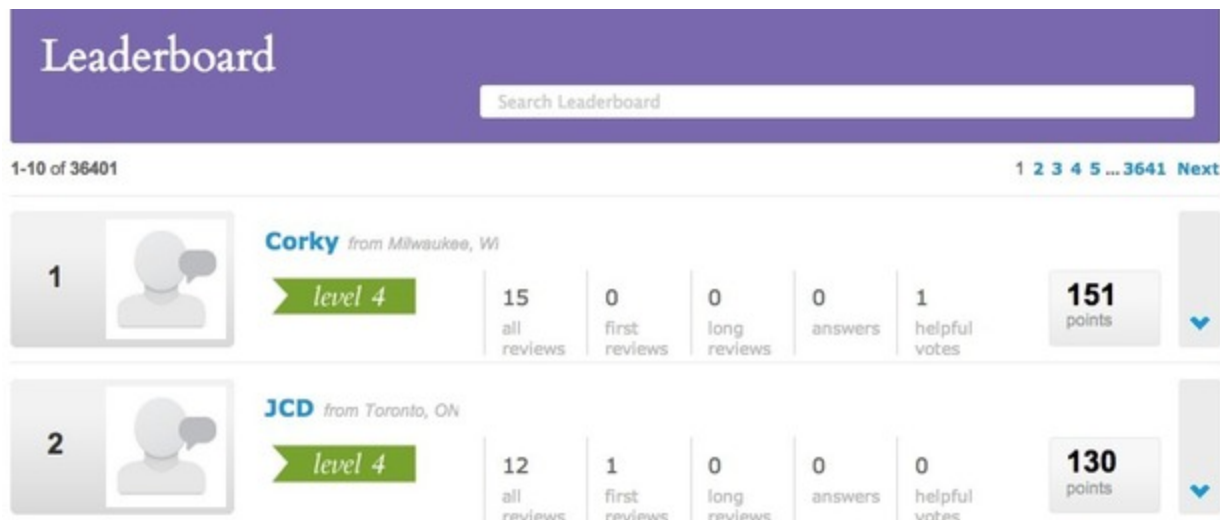 Leaderboard
Search Leaderboard
1-10 of 36401
1 2 3 4 5 ... 3641 Next
1
Corky from Milwaukee, WI
level 4
15 all reviews
0 first reviews
0 long reviews
0 answers
1 helpful votes
151 points
2
JCD from Toronto, ON
level 4
12 all reviews
1 first reviews
0 long reviews
0 answers
0 helpful votes
130 points